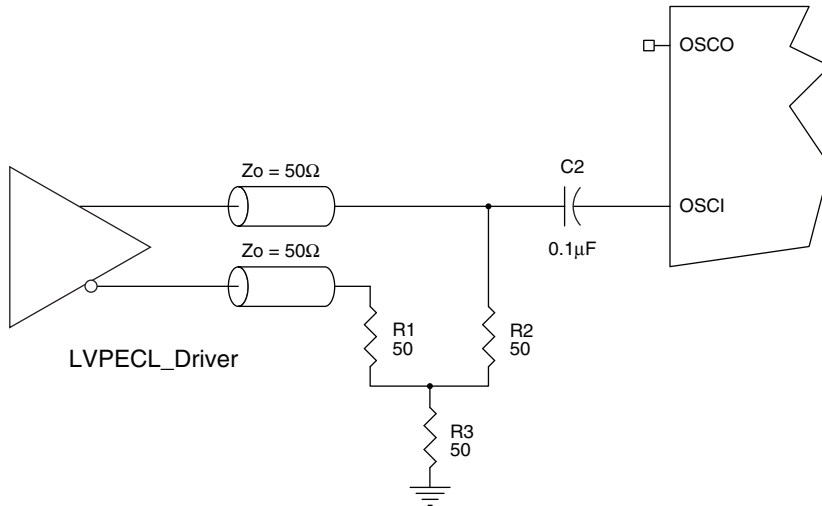 OSCO
Zo = 50Ω
C2
OSCI
0.1μF
Zo = 50Ω
LVPECL_Driver
R1
50
R2
50
R3
50